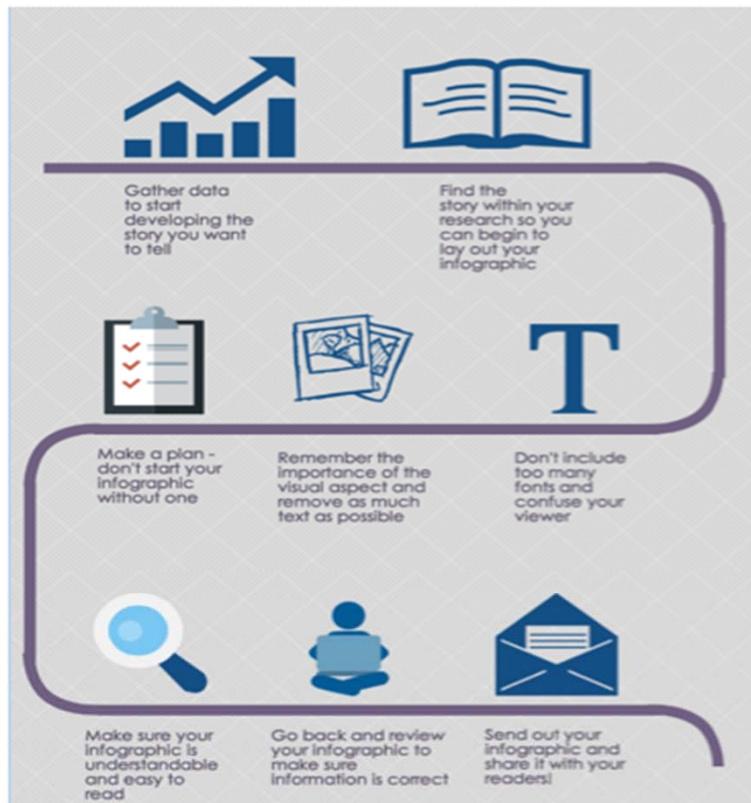 Gather data
to start
developing the
story you want
to tell
Find the
story within your
research so you
can begin to
lay out your
infographic
Make a plan -
don't start your
infographic
without one
Remember the
importance of the
visual aspect and
remove as much
text as possible
T
Don't include
too many
fonts and
confuse your
viewer
Make sure your
infographic is
understandable
and easy to
read
Go back and review
your infographic to
make sure
information is correct
Send out your
infographic and
share it with your
readers!